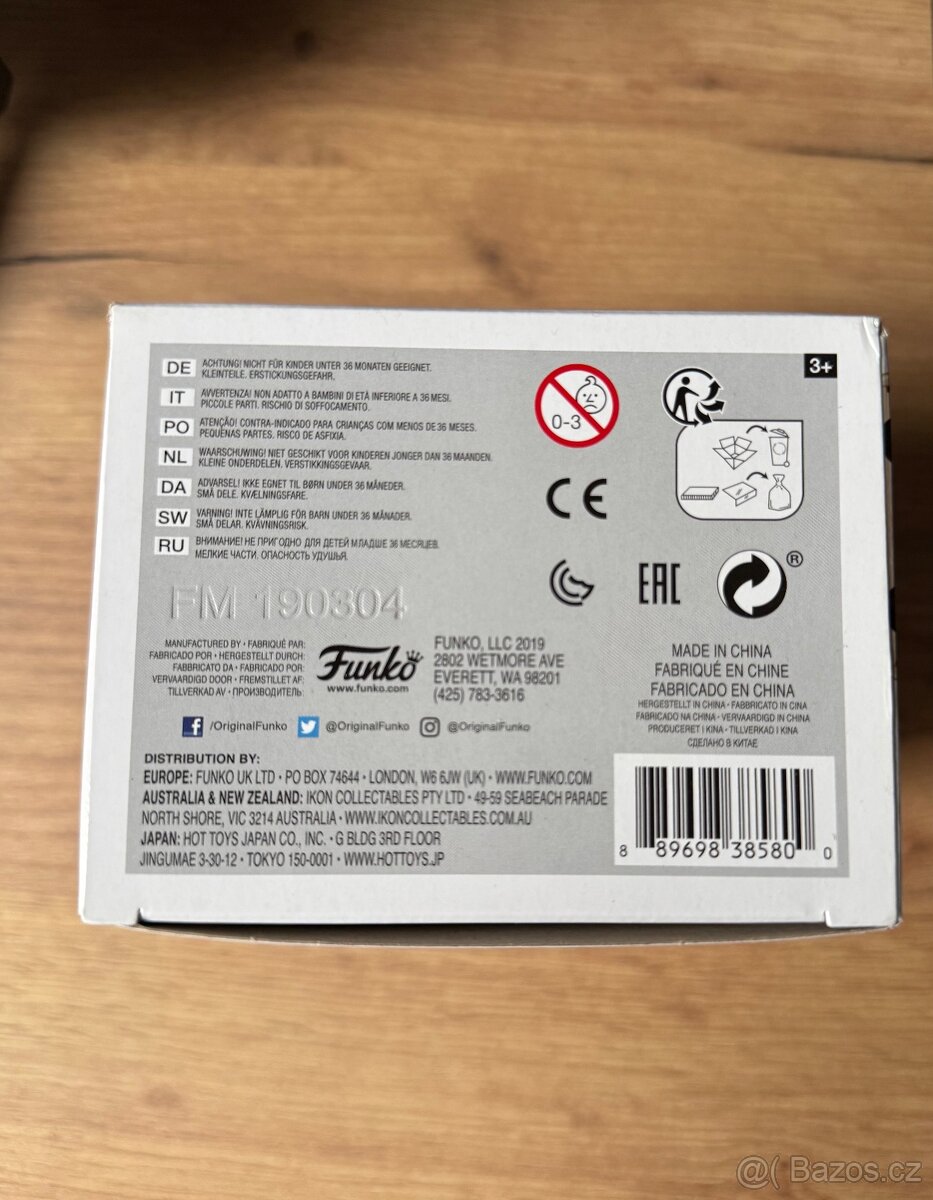 DE ACHTUNG! NICHT FÜR KINDER UNTER 36 MONATEN GEEIGNET.
KLEINTEILE. ERSTICKUNGSGEFAHR.
IT AVVERTENZA! NON ADATTO A BAMBINI DI ETÀ INFERIORE A 36 MESI.
PICCOLE PARTI. RISCHIO DI SOFFOCAMENTO.
PO ATENÇÃO! CONTRA-INDICADO PARA CRIANÇAS COM MENOS DE 36 MESES.
PEQUENAS PARTES. RISCO DE ASFIXIA.
NL WAARSCHUWING! NIET GESCHIKT VOOR KINDEREN JONGER DAN 36 MAANDEN.
KLEINE ONDERDELEN. VERSTIKKINGSGEVAAR.
DA ADVARSEL! IKKE EGNET TIL BØRN UNDER 36 MÅNEDER.
SMÅ DELE. KVÆLNINGSFARE.
SW VARNING! INTE LÄMPLIG FÖR BARN UNDER 36 MÅNADER.
SMÅ DELAR. KVÄVNINGSRISK.
RU ВНИМАНИЕ! НЕ ПРИГОДНО ДЛЯ ДЕТЕЙ МЛАДШЕ 36 МЕСЯЦЕВ.
МЕЛКИЕ ЧАСТИ. ОПАСНОСТЬ УДУШЬЯ.
0-3
3+
CE
EAC
®
FM 190304
MANUFACTURED BY • FABRIQUÉ PAR:
FABRICADO POR • HERGESTELLT DURCH:
FABBRICATO DA • FABRICADO POR:
VERVAARDIGD DOOR • FREMSTILLET AF:
TILLVERKAD AV • ПРОИЗВОДИТЕЛЬ:
Funko
www.funko.com
FUNKO, LLC 2019
2802 WETMORE AVE
EVERETT, WA 98201
(425) 783-3616
MADE IN CHINA
FABRIQUÉ EN CHINE
FABRICADO EN CHINA
HERGESTELLT IN CHINA • FABBRICATO IN CINA
FABRICADO NA CHINA • VERVAARDIGD IN CHINA
PRODUCERET I KINA • TILLVERKAD I KINA
СДЕЛАНО В КИТАЕ
f /OriginalFunko @OriginalFunko @OriginalFunko
DISTRIBUTION BY:
EUROPE: FUNKO UK LTD • PO BOX 74644 • LONDON, W6 6JW (UK) • WWW.FUNKO.COM
AUSTRALIA & NEW ZEALAND: IKON COLLECTABLES PTY LTD • 49-59 SEABEACH PARADE
NORTH SHORE, VIC 3214 AUSTRALIA • WWW.IKONCOLLECTABLES.COM.AU
JAPAN: HOT TOYS JAPAN CO., INC. • G BLDG 3RD FLOOR
JINGUMAE 3-30-12 • TOKYO 150-0001 • WWW.HOTTOYS.JP
8 89698 38580 0
@( Bazos.cz